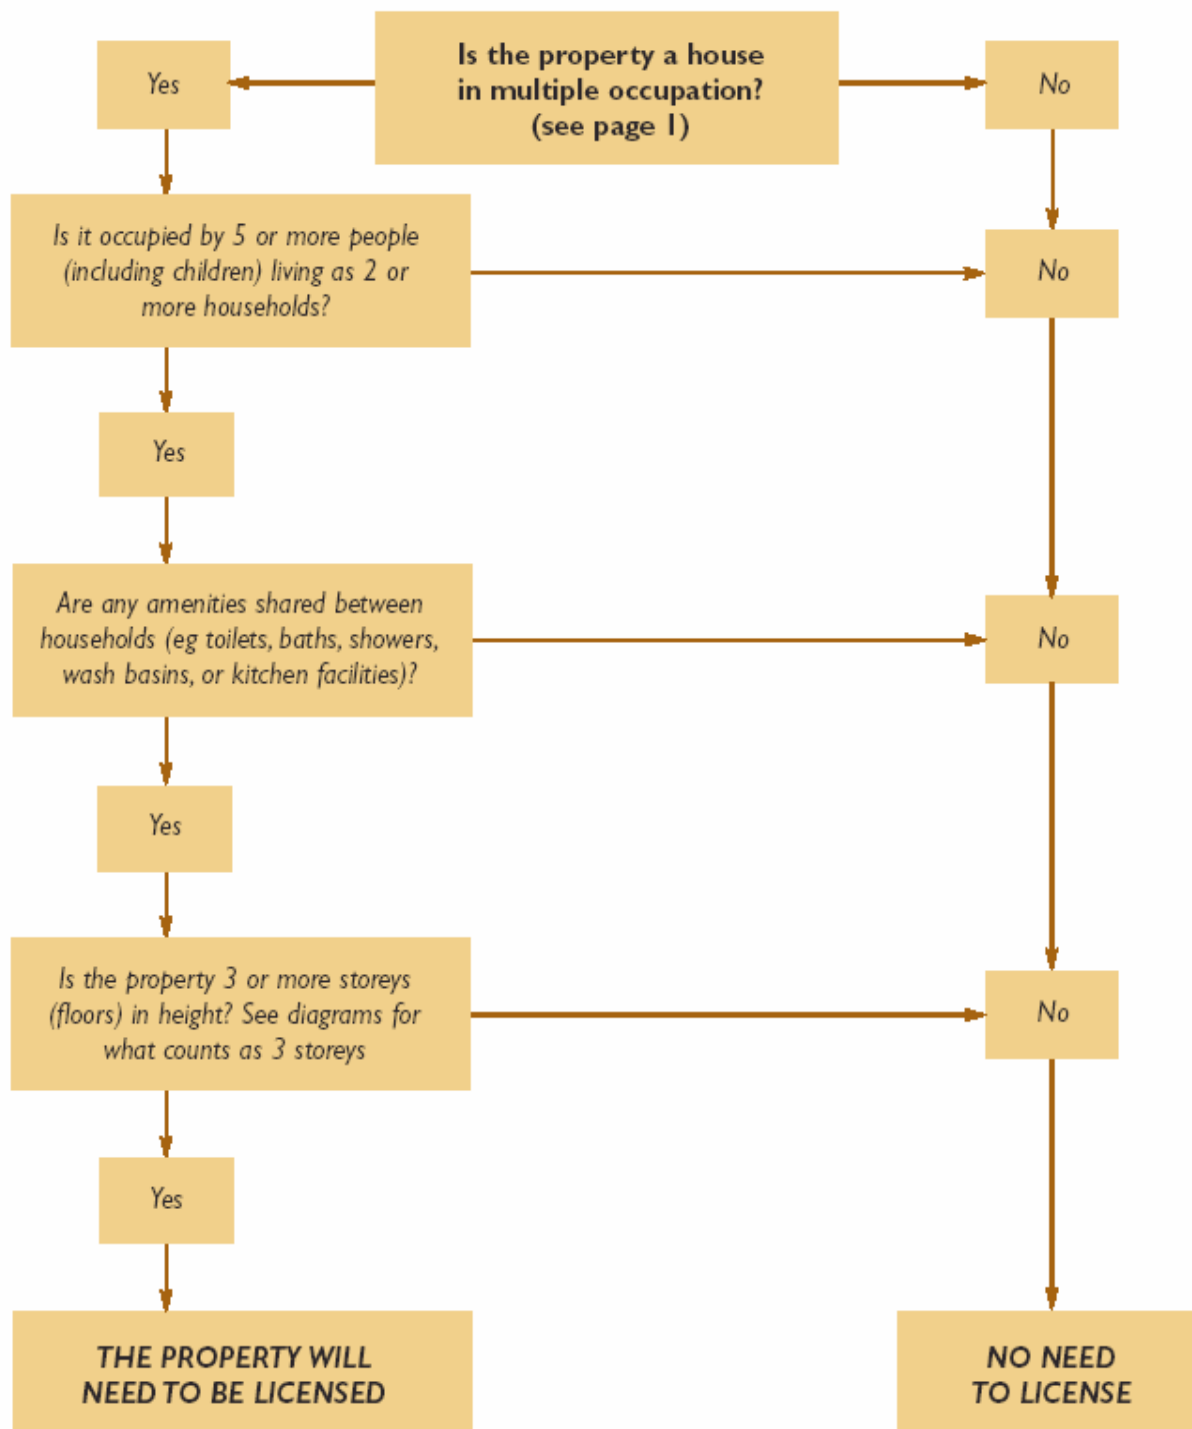 Is the property a house
in multiple occupation?
(see page 1)
Yes
No
Is it occupied by 5 or more people
(including children) living as 2 or
more households?
No
Yes
Are any amenities shared between
households (eg toilets, baths, showers,
wash basins, or kitchen facilities)?
No
Yes
Is the property 3 or more storeys
(floors) in height? See diagrams for
what counts as 3 storeys
No
Yes
THE PROPERTY WILL
NEED TO BE LICENSED
NO NEED
TO LICENSE